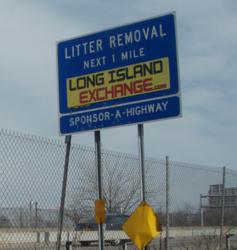 LITTER REMOVAL
NEXT 1 MILE
LONG ISLAND
EXCHANGE.com
SPONSOR-A-HIGHWAY